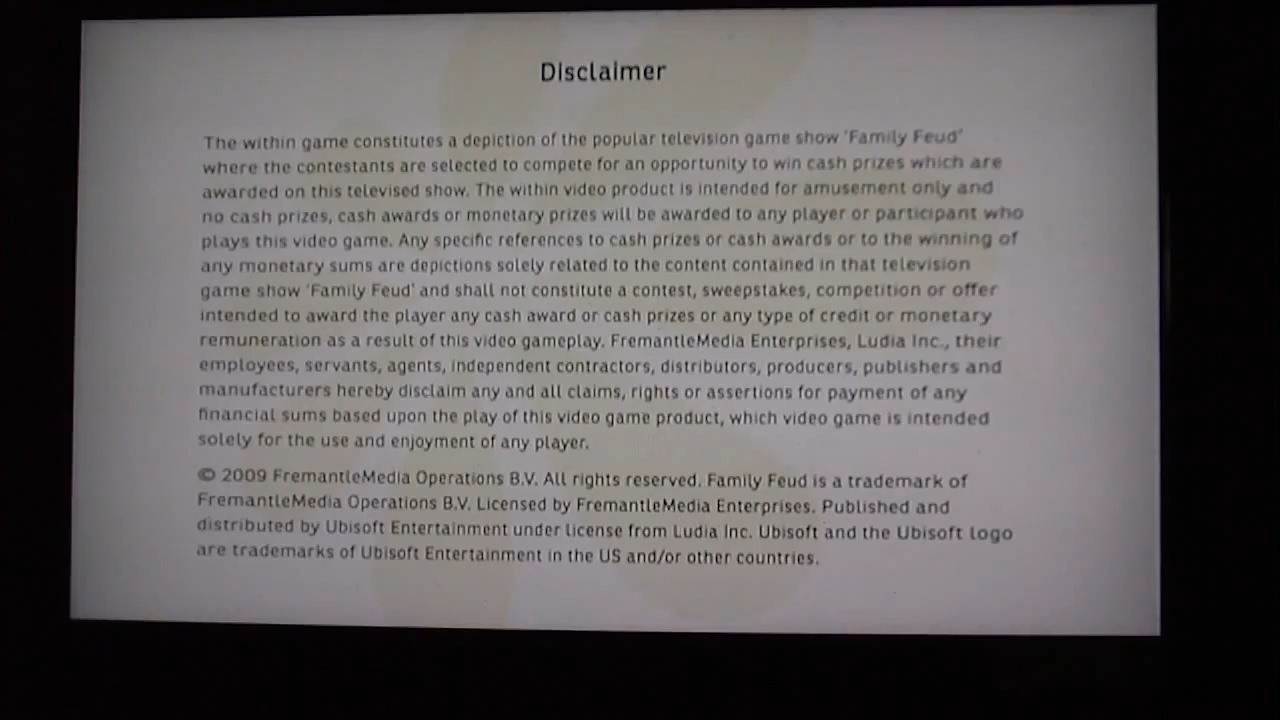 Disclaimer
The within game constitutes a depiction of the popular television game show 'Family Feud'
where the contestants are selected to compete for an opportunity to win cash prizes which are
awarded on this televised show. The within video product is intended for amusement only and
no cash prizes, cash awards or monetary prizes will be awarded to any player or participant who
plays this video game. Any specific references to cash prizes or cash awards or to the winning of
any monetary sums are depictions solely related to the content contained in that television
game show 'Family Feud' and shall not constitute a contest, sweepstakes, competition or offer
intended to award the player any cash award or cash prizes or any type of credit or monetary
remuneration as a result of this video gameplay. FremantleMedia Enterprises, Ludia Inc., their
employees, servants, agents, independent contractors, distributors, producers, publishers and
manufacturers hereby disclaim any and all claims, rights or assertions for payment of any
financial sums based upon the play of this video game product, which video game is intended
solely for the use and enjoyment of any player.
© 2009 FremantleMedia Operations B.V. All rights reserved. Family Feud is a trademark of
FremantleMedia Operations B.V. Licensed by FremantleMedia Enterprises. Published and
distributed by Ubisoft Entertainment under license from Ludia Inc. Ubisoft and the Ubisoft logo
are trademarks of Ubisoft Entertainment in the US and/or other countries.